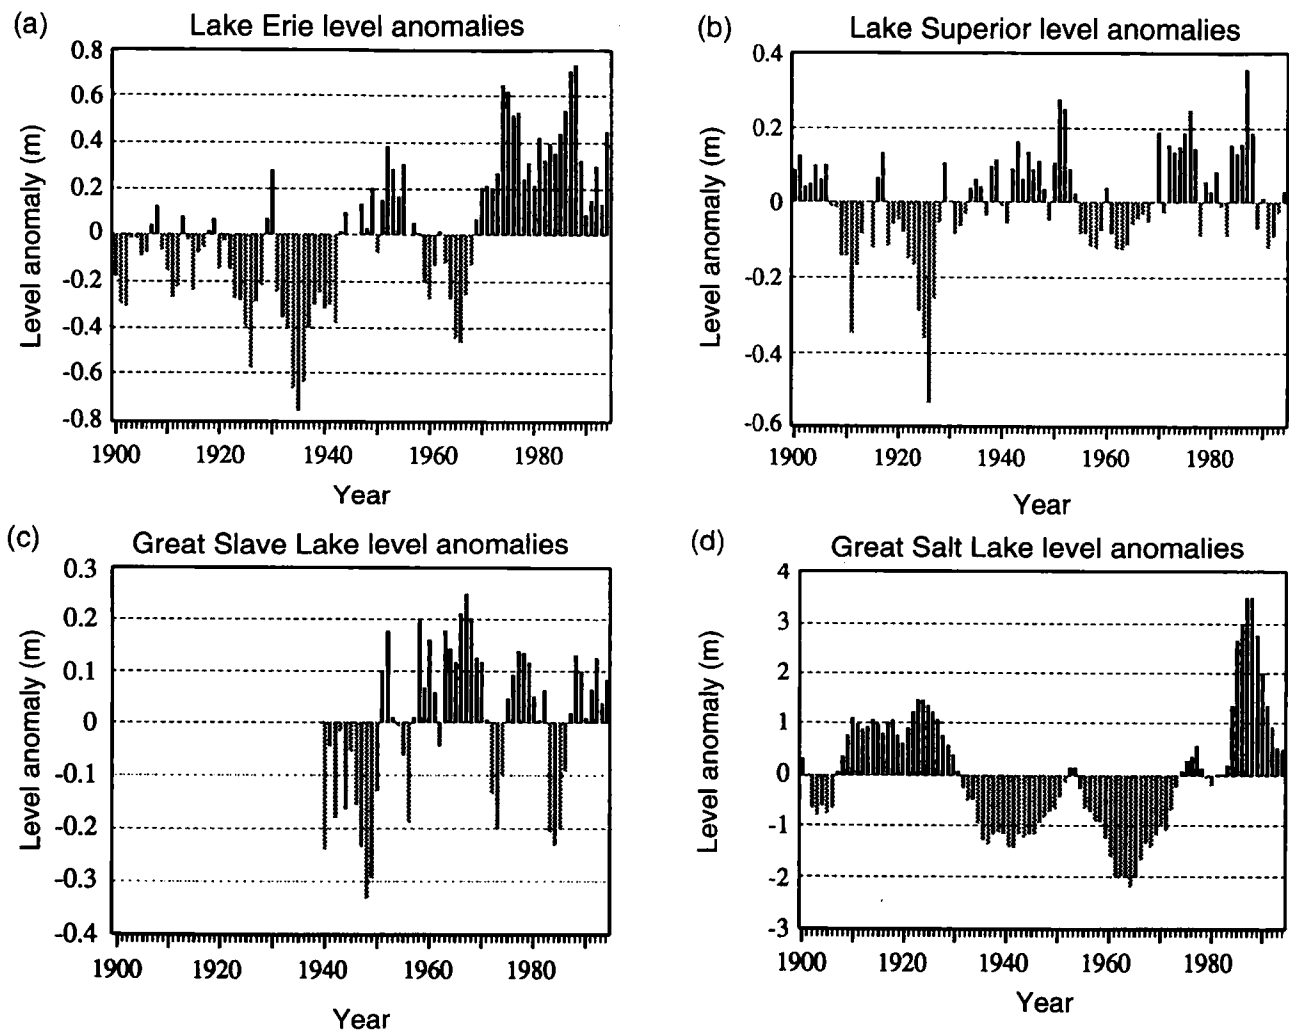 (a) Lake Erie level anomalies
0.8
0.6
0.4
0.2
0
-0.2
-0.4
-0.6
-0.8
Level anomaly (m)
1900 1920 1940 1960 1980
Year
(b) Lake Superior level anomalies
0.4
0.2
0
-0.2
-0.4
-0.6
Level anomaly (m)
1900 1920 1940 1960 1980
Year
(c) Great Slave Lake level anomalies
0.3
0.2
0.1
0
-0.1
-0.2
-0.3
-0.4
Level anomaly (m)
1900 1920 1940 1960 1980
Year
(d) Great Salt Lake level anomalies
4
3
2
1
0
-1
-2
-3
Level anomaly (m)
1900 1920 1940 1960 1980
Year